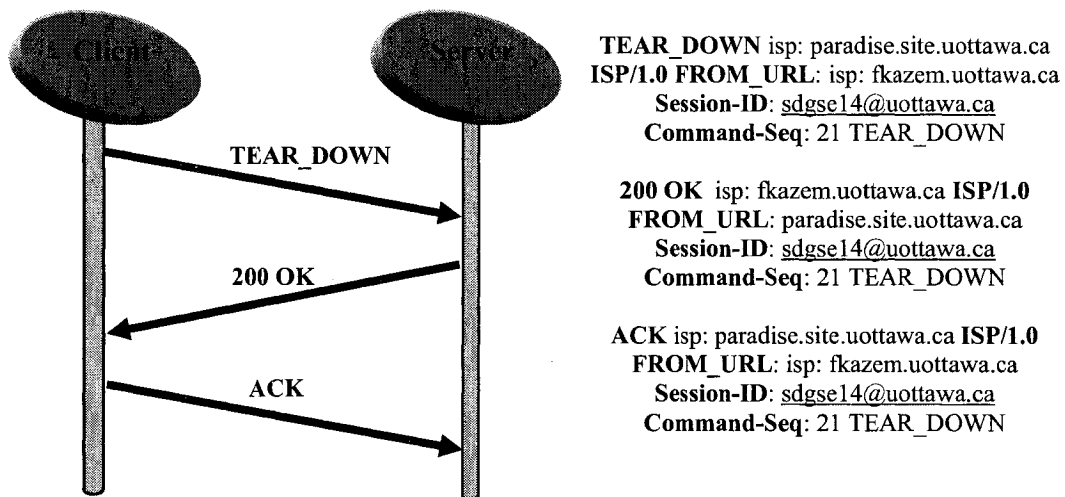 Client
Server
TEAR_DOWN
200 OK
ACK
TEAR_DOWN isp: paradise.site.uottawa.ca
ISP/1.0 FROM_URL: isp: fkazem.uottawa.ca
Session-ID: sdgse14@uottawa.ca
Command-Seq: 21 TEAR_DOWN
200 OK isp: fkazem.uottawa.ca ISP/1.0
FROM_URL: paradise.site.uottawa.ca
Session-ID: sdgse14@uottawa.ca
Command-Seq: 21 TEAR_DOWN
ACK isp: paradise.site.uottawa.ca ISP/1.0
FROM_URL: isp: fkazem.uottawa.ca
Session-ID: sdgse14@uottawa.ca
Command-Seq: 21 TEAR_DOWN